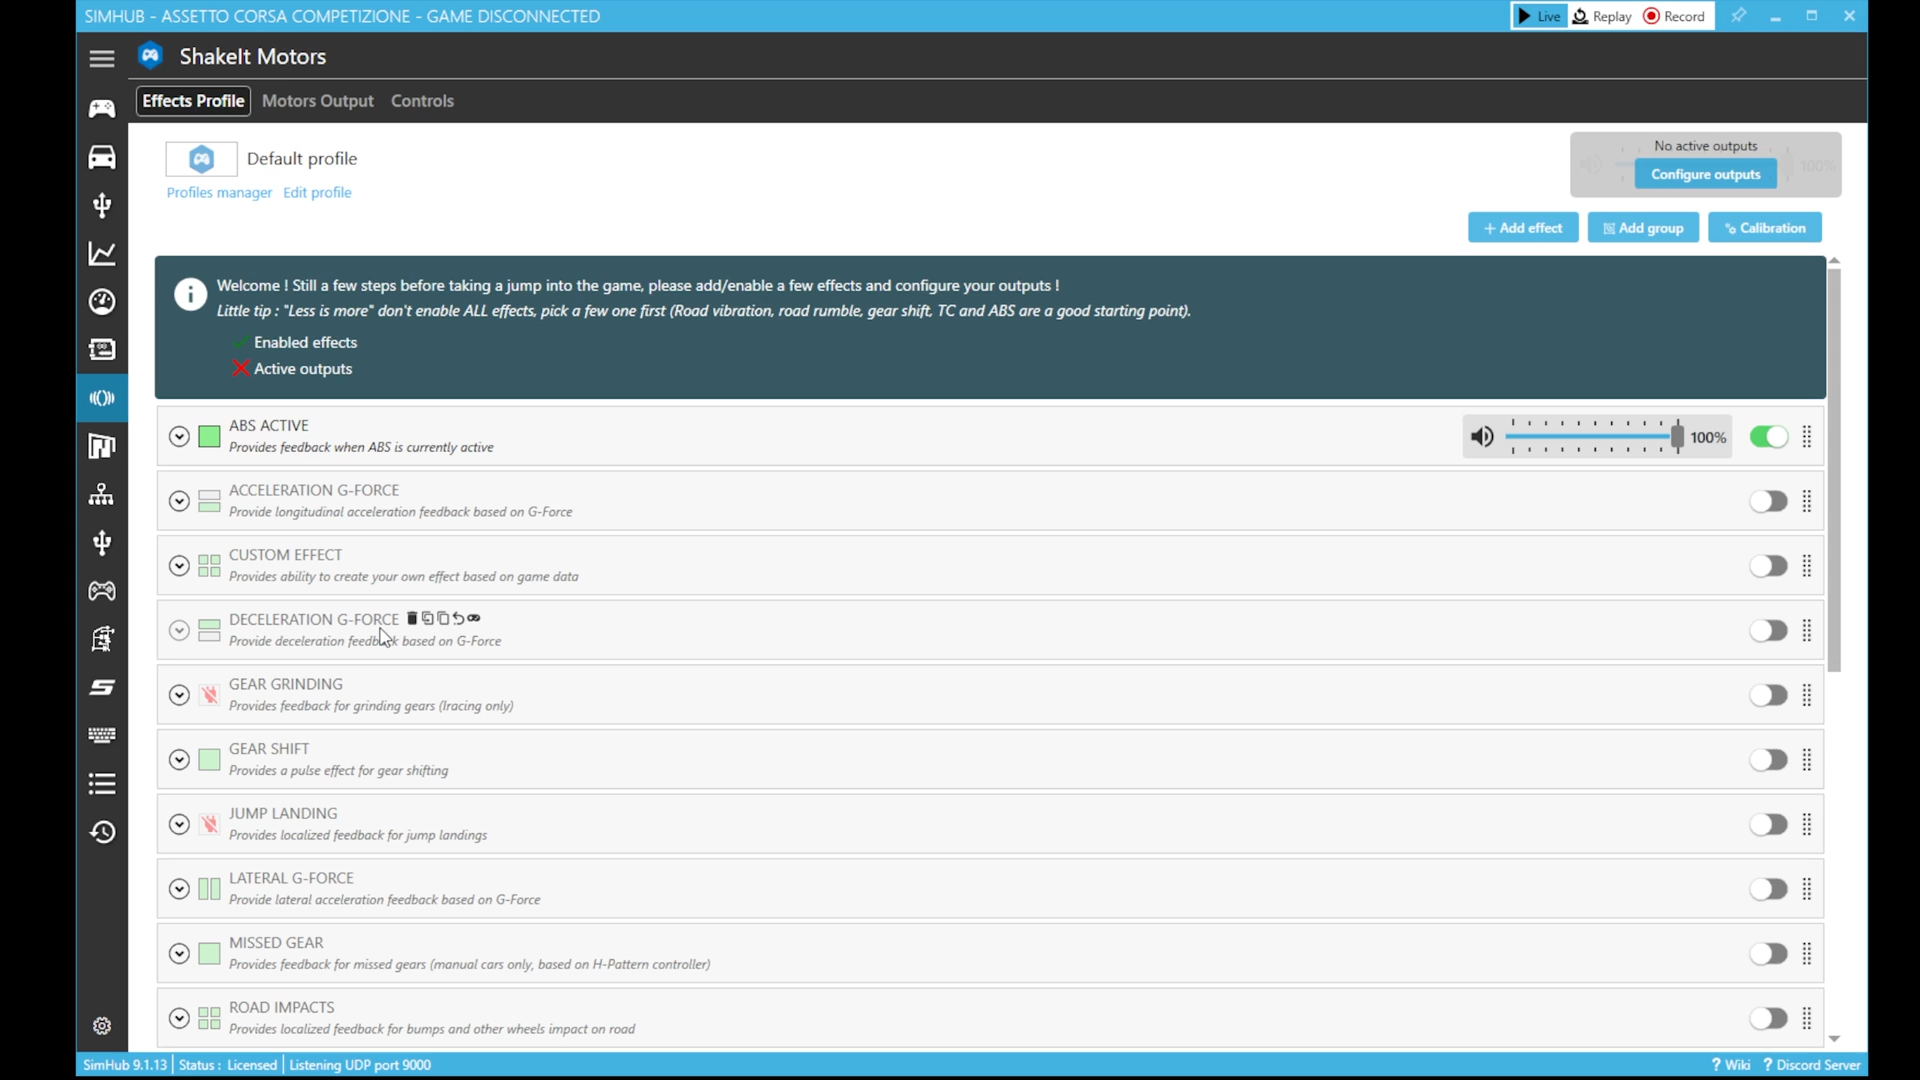 SIMHUB - ASSETTO CORSA COMPETIZIONE - GAME DISCONNECTED
Live Replay Record
ShakeIt Motors
Effects Profile Motors Output Controls
Default profile
Profiles manager Edit profile
No active outputs
Configure outputs
100%
+ Add effect Add group Calibration
Welcome ! Still a few steps before taking a jump into the game, please add/enable a few effects and configure your outputs !
Little tip : "Less is more" don't enable ALL effects, pick a few one first (Road vibration, road rumble, gear shift, TC and ABS are a good starting point).
Enabled effects
Active outputs
ABS ACTIVE
Provides feedback when ABS is currently active
100%
ACCELERATION G-FORCE
Provide longitudinal acceleration feedback based on G-Force
CUSTOM EFFECT
Provides ability to create your own effect based on game data
DECELERATION G-FORCE
Provide deceleration feedback based on G-Force
GEAR GRINDING
Provides feedback for grinding gears (Iracing only)
GEAR SHIFT
Provides a pulse effect for gear shifting
JUMP LANDING
Provides localized feedback for jump landings
LATERAL G-FORCE
Provide lateral acceleration feedback based on G-Force
MISSED GEAR
Provides feedback for missed gears (manual cars only, based on H-Pattern controller)
ROAD IMPACTS
Provides localized feedback for bumps and other wheels impact on road
SimHub 9.1.13 Status : Licensed Listening UDP port 9000
? Wiki ? Discord Server